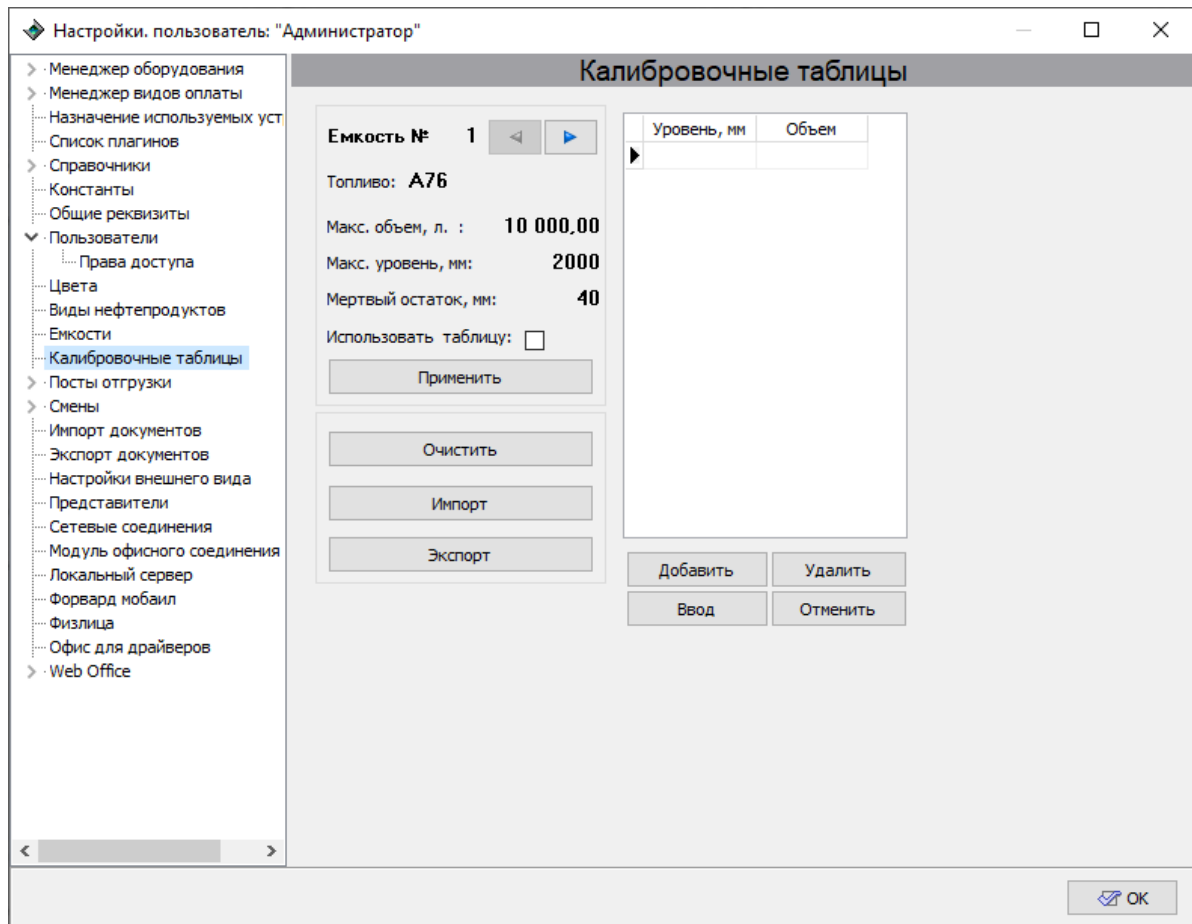 Настройки. пользователь: "Администратор"
Менеджер оборудования
Менеджер видов оплаты
Назначение используемых уст
Список плагинов
Справочники
Константы
Общие реквизиты
Пользователи
Права доступа
Цвета
Виды нефтепродуктов
Емкости
Калибровочные таблицы
Посты отгрузки
Смены
Импорт документов
Экспорт документов
Настройки внешнего вида
Представители
Сетевые соединения
Модуль офисного соединения
Локальный сервер
Форвард мобаил
Физлица
Офис для драйверов
Web Office
Калибровочные таблицы
Емкость № 1
Топливо: А76
Макс. объем, л. : 10 000,00
Макс. уровень, мм: 2000
Мертвый остаток, мм: 40
Использовать таблицу:
Применить
Очистить
Импорт
Экспорт
Уровень, мм Объем
Добавить Удалить
Ввод Отменить
OK